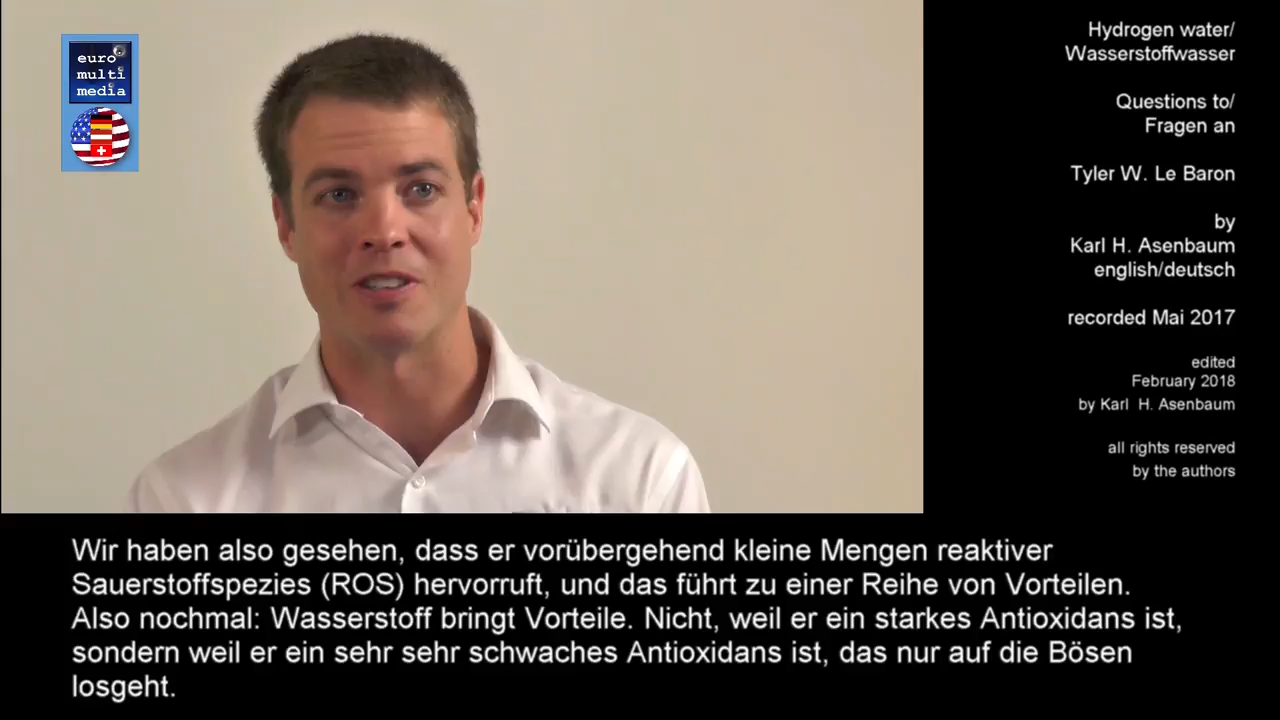 euro
multi
media
Hydrogen water/
Wasserstoffwasser
Questions to/
Fragen an
Tyler W. Le Baron
by
Karl H. Asenbaum
english/deutsch
recorded Mai 2017
edited
February 2018
by Karl H. Asenbaum
all rights reserved
by the authors
Wir haben also gesehen, dass er vorübergehend kleine Mengen reaktiver
Sauerstoffspezies (ROS) hervorruft, und das führt zu einer Reihe von Vorteilen.
Also nochmal: Wasserstoff bringt Vorteile. Nicht, weil er ein starkes Antioxidans ist,
sondern weil er ein sehr sehr schwaches Antioxidans ist, das nur auf die Bösen
losgeht.